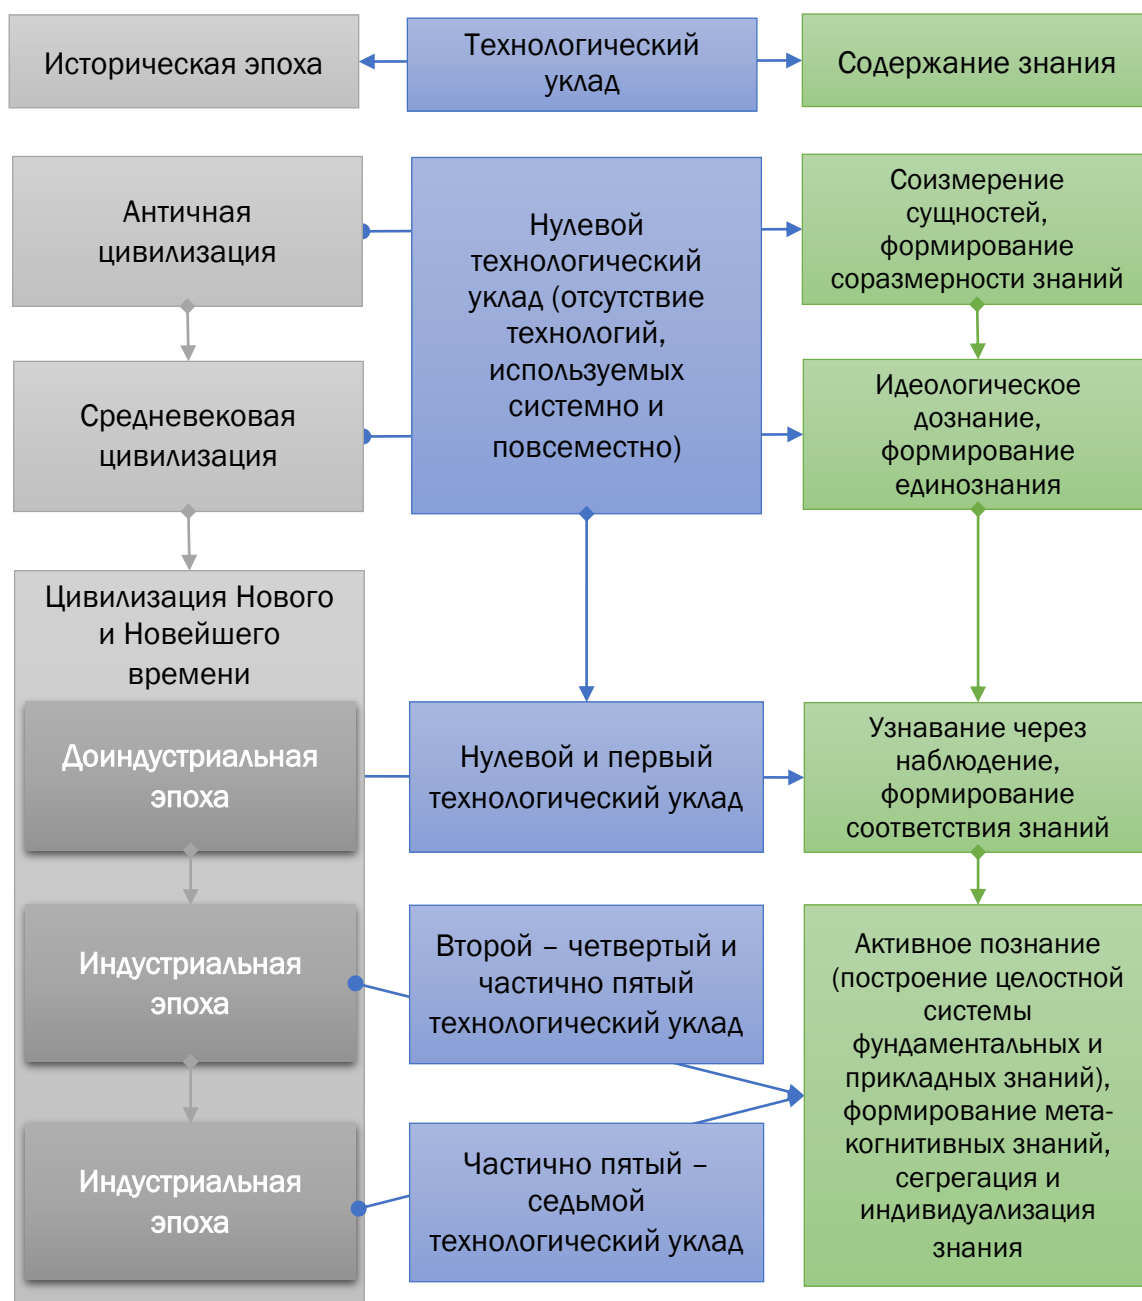 Историческая эпоха
Технологический
уклад
Содержание знания
Античная
цивилизация
Нулевой
технологический
уклад (отсутствие
технологий,
используемых
системно и
повсеместно)
Соизмерение
сущностей,
формирование
соразмерности знаний
Средневековая
цивилизация
Идеологическое
дознание,
формирование
единознания
Цивилизация Нового
и Новейшего
времени
Доиндустриальная
эпоха
Нулевой и первый
технологический уклад
Узнавание через
наблюдение,
формирование
соответствия знаний
Индустриальная
эпоха
Второй – четвертый и
частично пятый
технологический уклад
Активное познание
(построение целостной
системы
фундаментальных и
прикладных знаний),
формирование мета-
когнитивных знаний,
сегрегация и
индивидуализация
знания
Индустриальная
эпоха
Частично пятый –
седьмой
технологический уклад